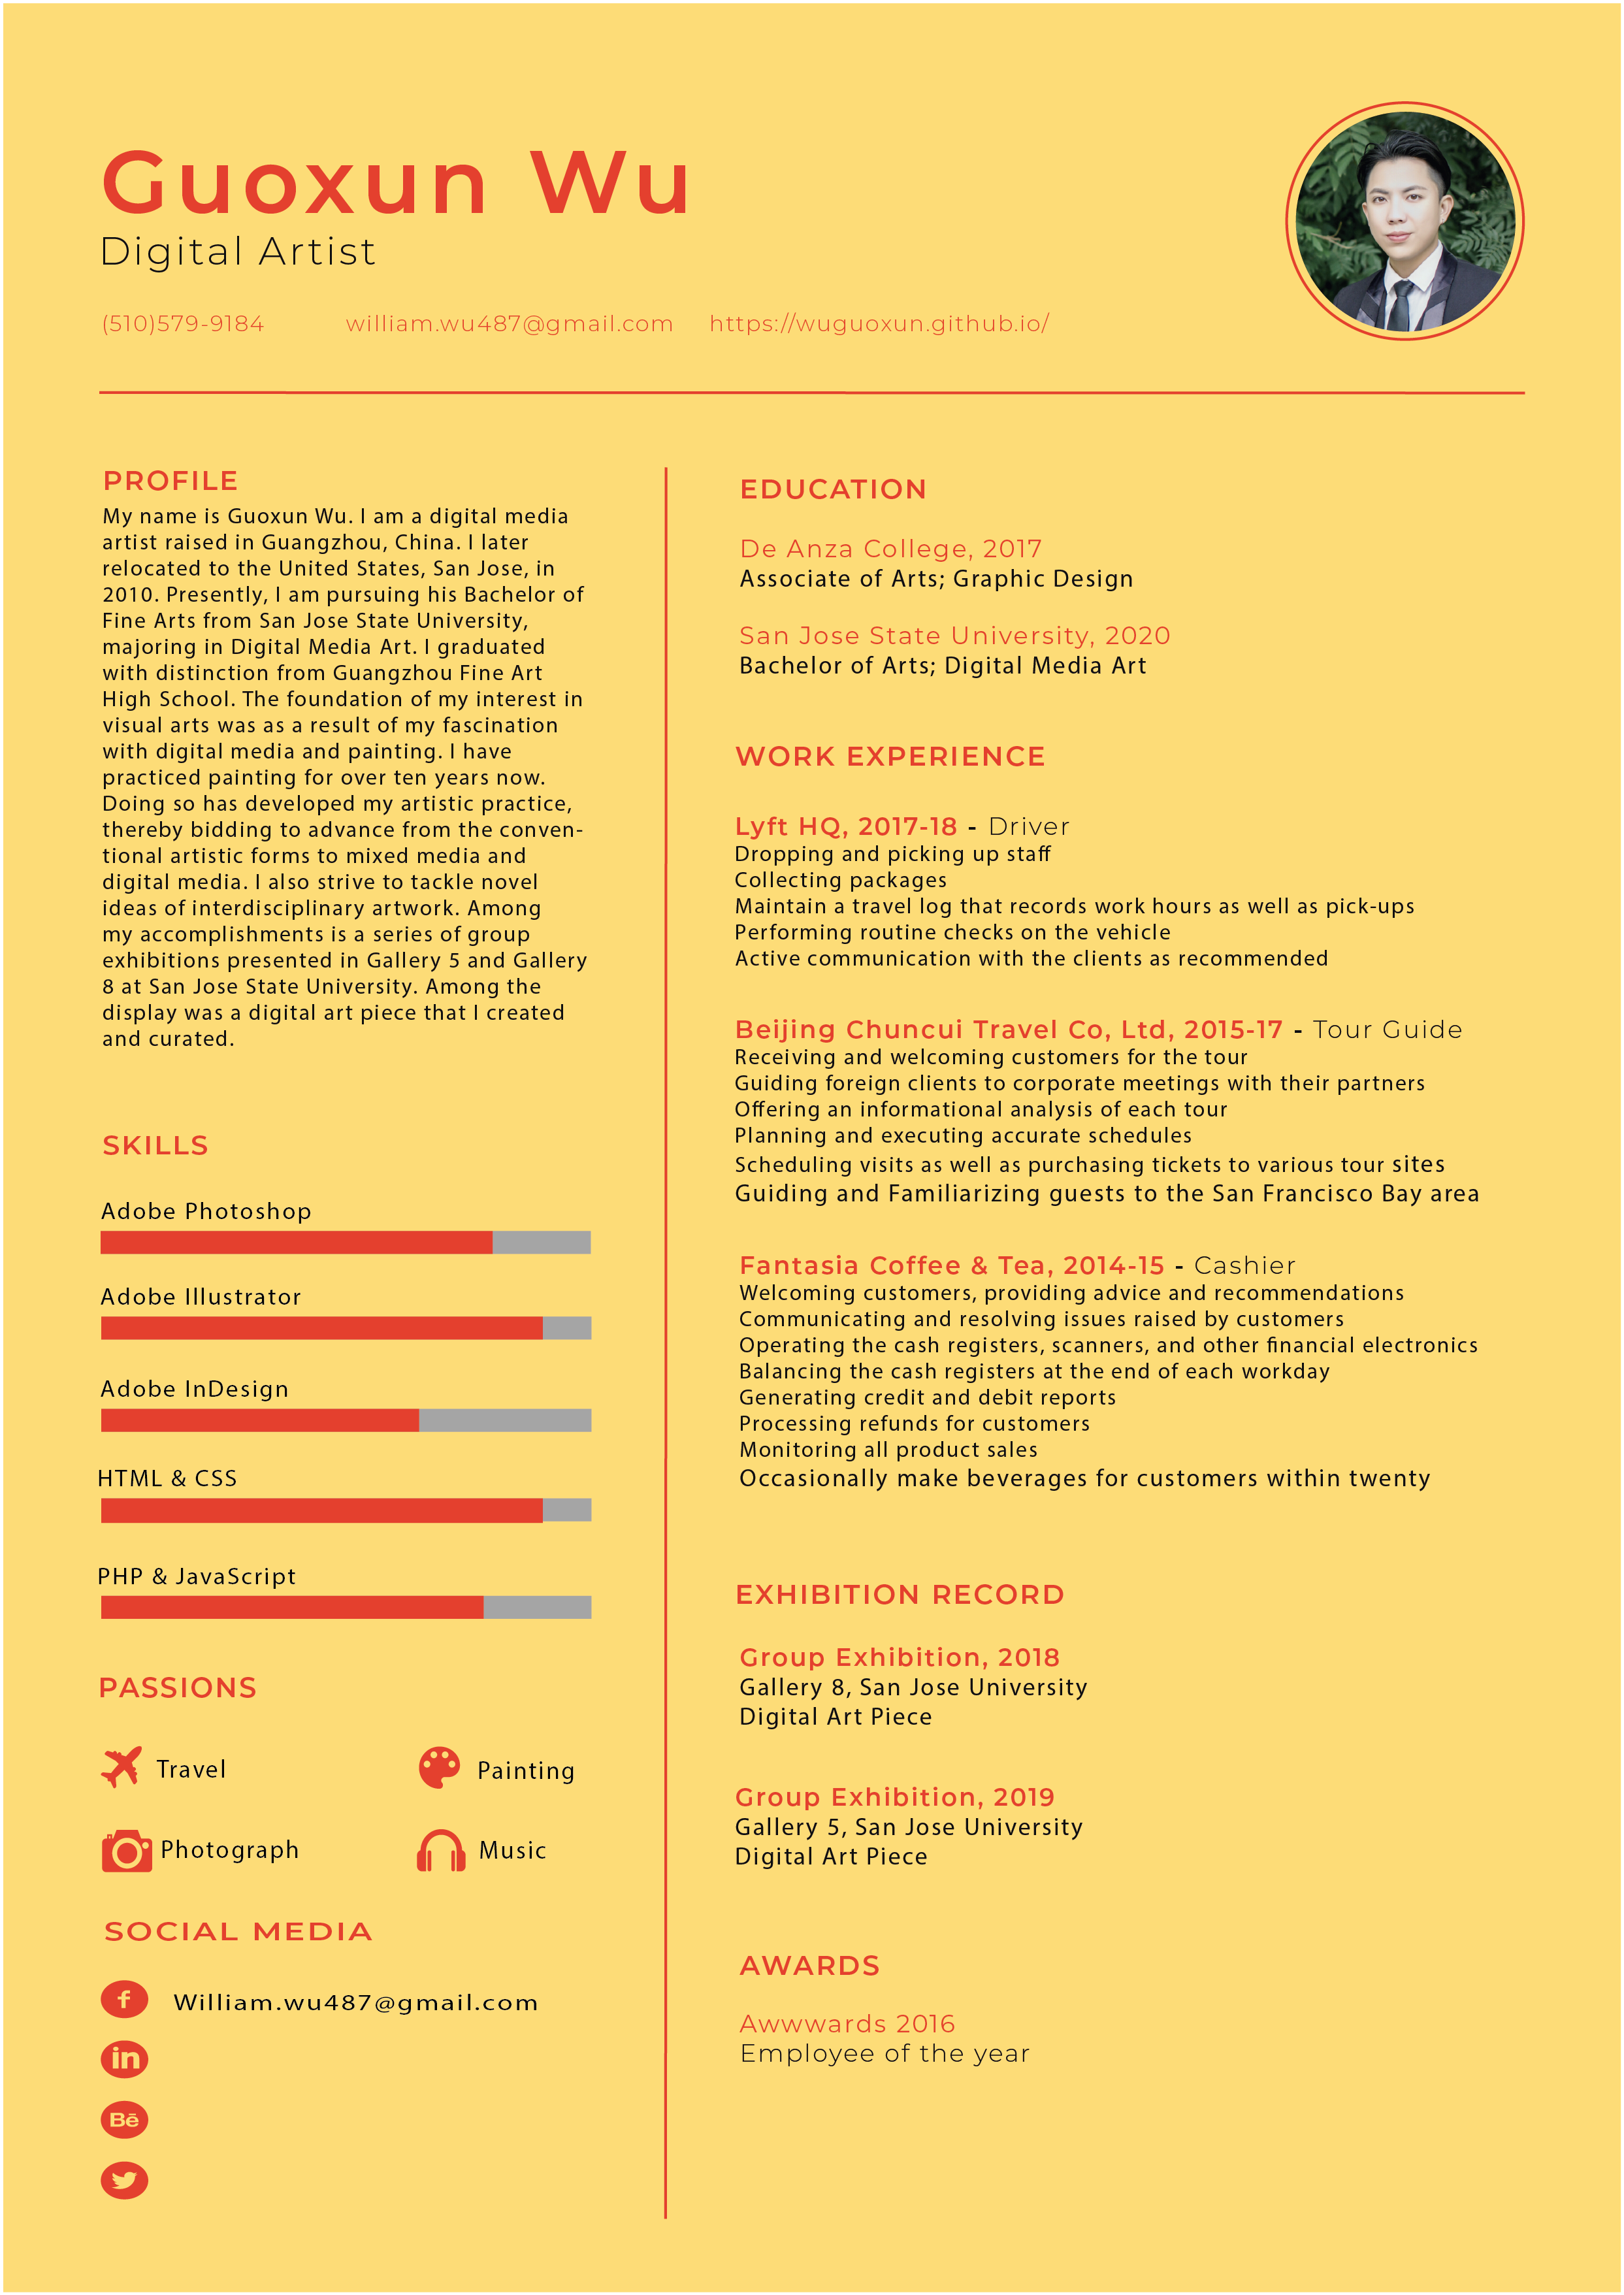 Guoxun Wu
Digital Artist
(510)579-9184 william.wu487@gmail.com https://wuguoxun.github.io/
PROFILE
My name is Guoxun Wu. I am a digital media
artist raised in Guangzhou, China. I later
relocated to the United States, San Jose, in
2010. Presently, I am pursuing his Bachelor of
Fine Arts from San Jose State University,
majoring in Digital Media Art. I graduated
with distinction from Guangzhou Fine Art
High School. The foundation of my interest in
visual arts was as a result of my fascination
with digital media and painting. I have
practiced painting for over ten years now.
Doing so has developed my artistic practice,
thereby bidding to advance from the conven-
tional artistic forms to mixed media and
digital media. I also strive to tackle novel
ideas of interdisciplinary artwork. Among
my accomplishments is a series of group
exhibitions presented in Gallery 5 and Gallery
8 at San Jose State University. Among the
display was a digital art piece that I created
and curated.
SKILLS
Adobe Photoshop
Adobe Illustrator
Adobe InDesign
HTML & CSS
PHP & JavaScript
PASSIONS
Travel
Painting
Photograph
Music
SOCIAL MEDIA
f William.wu487@gmail.com
in
Bē
EDUCATION
De Anza College, 2017
Associate of Arts; Graphic Design
San Jose State University, 2020
Bachelor of Arts; Digital Media Art
WORK EXPERIENCE
Lyft HQ, 2017-18 - Driver
Dropping and picking up staff
Collecting packages
Maintain a travel log that records work hours as well as pick-ups
Performing routine checks on the vehicle
Active communication with the clients as recommended
Beijing Chuncui Travel Co, Ltd, 2015-17 - Tour Guide
Receiving and welcoming customers for the tour
Guiding foreign clients to corporate meetings with their partners
Offering an informational analysis of each tour
Planning and executing accurate schedules
Scheduling visits as well as purchasing tickets to various tour sites
Guiding and Familiarizing guests to the San Francisco Bay area
Fantasia Coffee & Tea, 2014-15 - Cashier
Welcoming customers, providing advice and recommendations
Communicating and resolving issues raised by customers
Operating the cash registers, scanners, and other financial electronics
Balancing the cash registers at the end of each workday
Generating credit and debit reports
Processing refunds for customers
Monitoring all product sales
Occasionally make beverages for customers within twenty
EXHIBITION RECORD
Group Exhibition, 2018
Gallery 8, San Jose University
Digital Art Piece
Group Exhibition, 2019
Gallery 5, San Jose University
Digital Art Piece
AWARDS
Awwwards 2016
Employee of the year